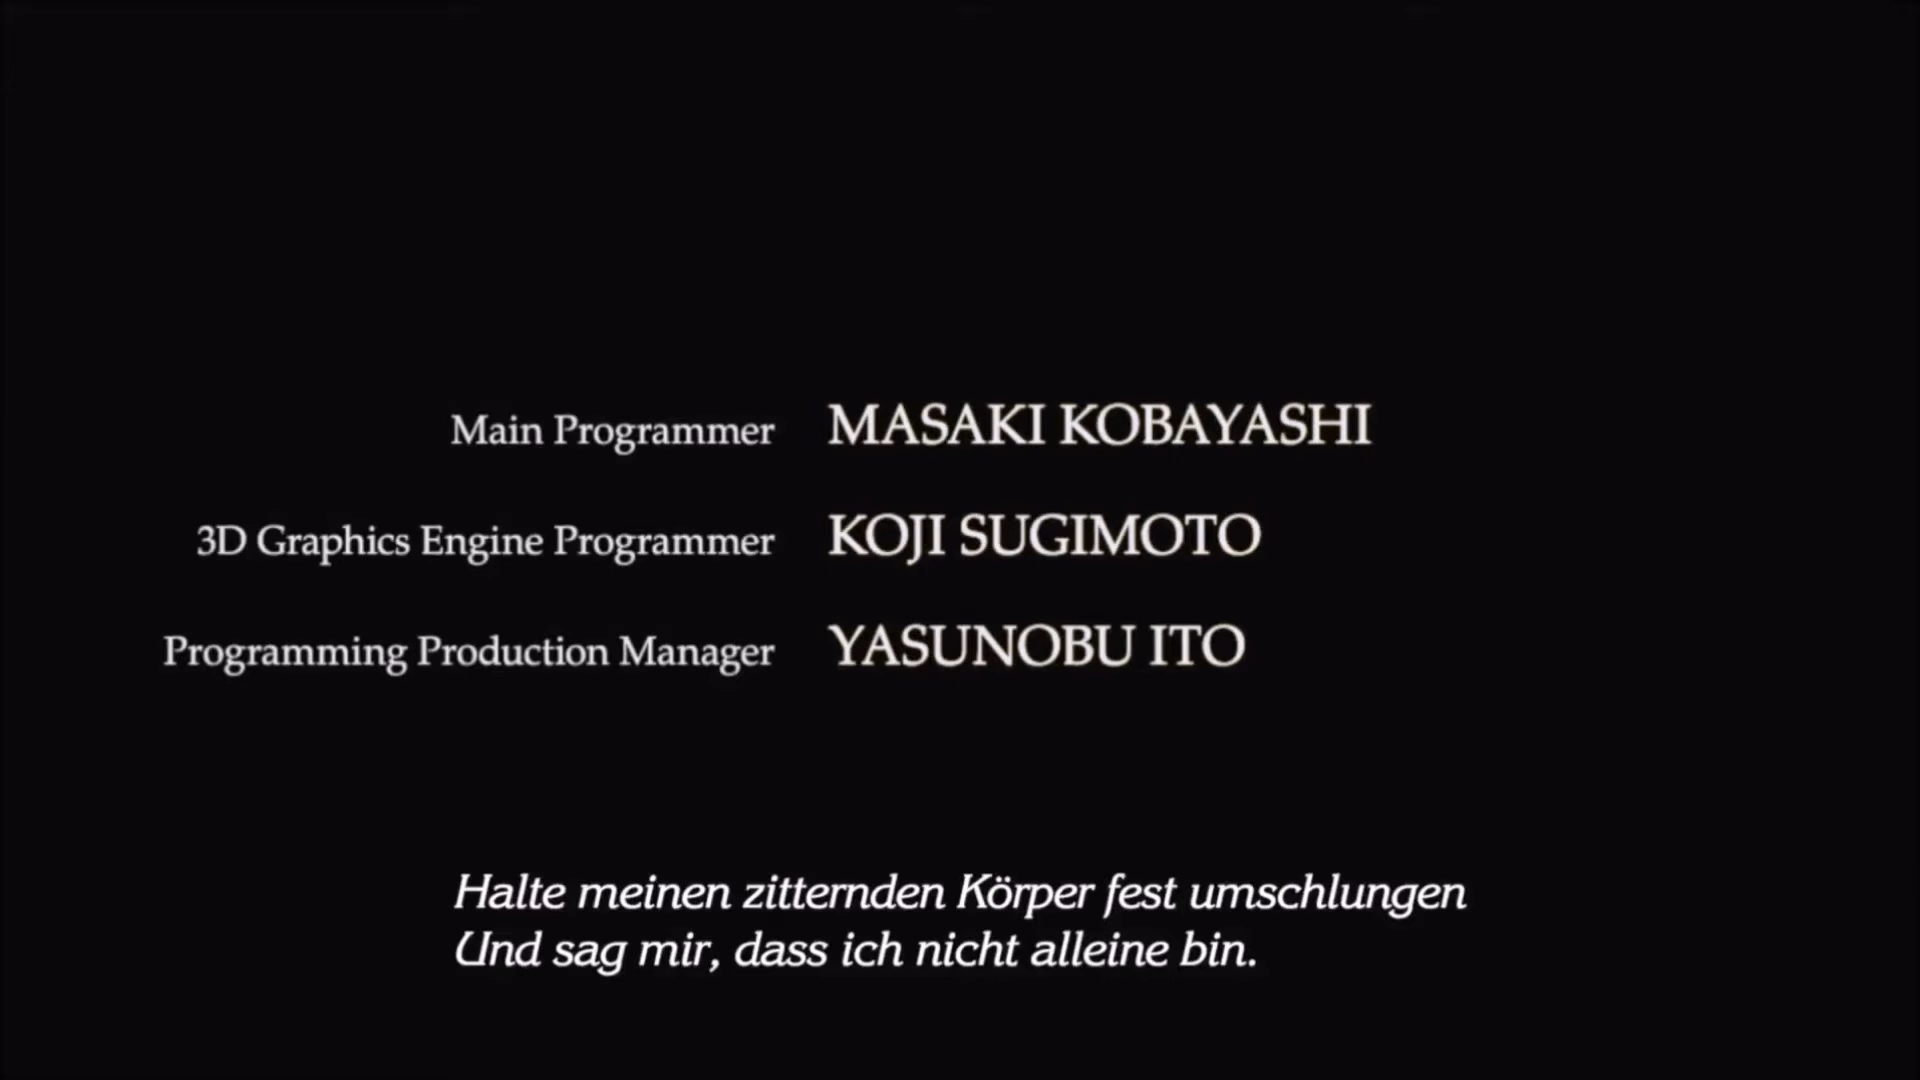 Main Programmer MASAKI KOBAYASHI
3D Graphics Engine Programmer KOJI SUGIMOTO
Programming Production Manager YASUNOBU ITO
Halte meinen zitternden Körper fest umschlungen
Und sag mir, dass ich nicht alleine bin.